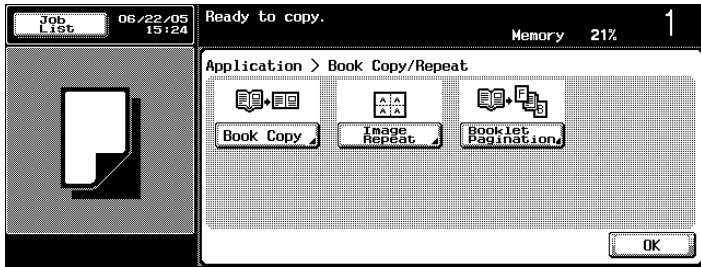 Job
List
06/22/05
15:24
Ready to copy.
Memory 21%
1
Application > Book Copy/Repeat
F
B
A A
A A
Book Copy
Image
Repeat
Booklet
Pagination
OK